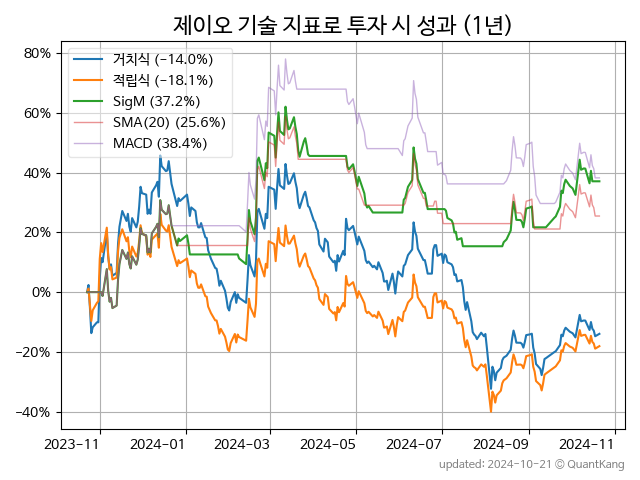 제이오 기술 지표로 투자 시 성과 (1년)
80%
60%
40%
20%
0%
−20%
−40%
거치식 (−14.0%)
적립식 (−18.1%)
SigM (37.2%)
SMA(20) (25.6%)
MACD (38.4%)
2023-11 2024-01 2024-03 2024-05 2024-07 2024-09 2024-11
updated: 2024-10-21 © QuantKang